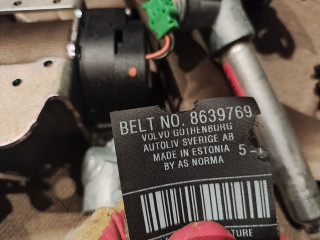 BELT NO. 8639769
VOLVO GOTHENBURG
AUTOLIV SVERIGE AB
MADE IN ESTONIA
BY AS NORMA